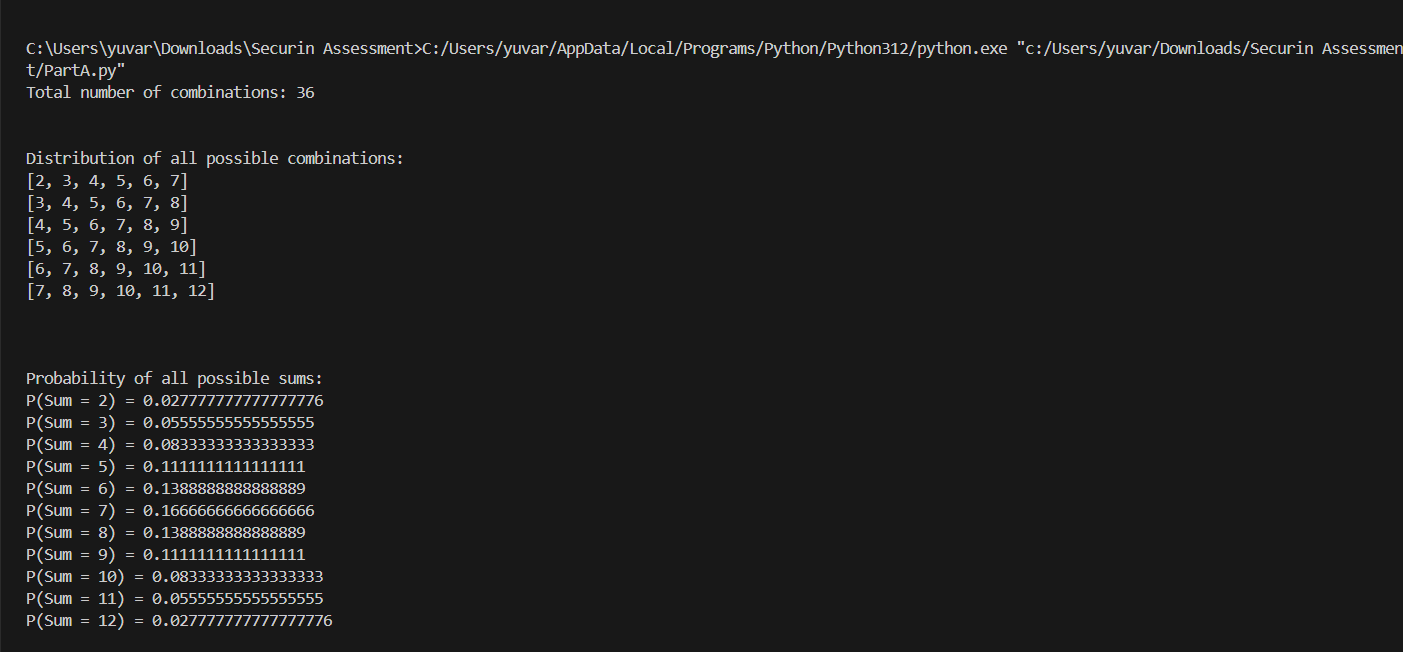 C:\Users\yuvar\Downloads\Securin Assessment>C:/Users/yuvar/AppData/Local/Programs/Python/Python312/python.exe "c:/Users/yuvar/Downloads/Securin Assessmen
t/PartA.py"
Total number of combinations: 36
Distribution of all possible combinations:
[2, 3, 4, 5, 6, 7]
[3, 4, 5, 6, 7, 8]
[4, 5, 6, 7, 8, 9]
[5, 6, 7, 8, 9, 10]
[6, 7, 8, 9, 10, 11]
[7, 8, 9, 10, 11, 12]
Probability of all possible sums:
P(Sum = 2) = 0.027777777777777776
P(Sum = 3) = 0.05555555555555555
P(Sum = 4) = 0.08333333333333333
P(Sum = 5) = 0.1111111111111111
P(Sum = 6) = 0.1388888888888889
P(Sum = 7) = 0.16666666666666666
P(Sum = 8) = 0.1388888888888889
P(Sum = 9) = 0.1111111111111111
P(Sum = 10) = 0.08333333333333333
P(Sum = 11) = 0.05555555555555555
P(Sum = 12) = 0.027777777777777776